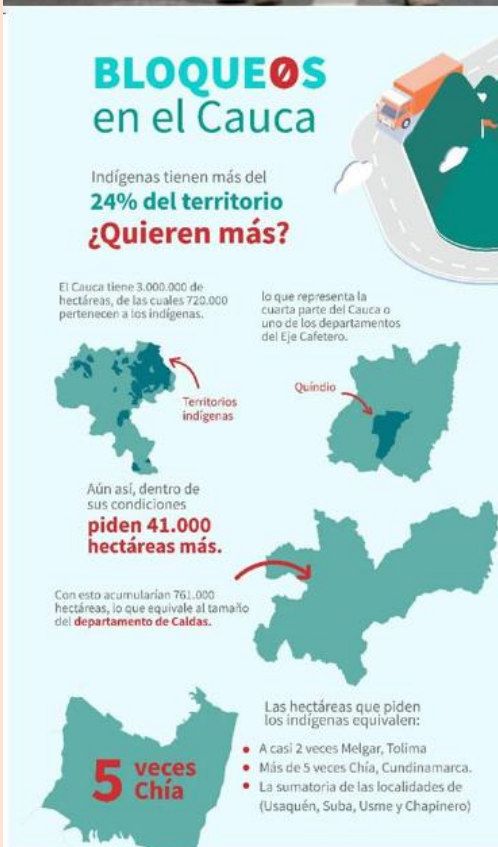 BLOQUEØS
en el Cauca
Indígenas tienen más del
24% del territorio
¿Quieren más?
El Cauca tiene 3.000.000 de
hectáreas, de las cuales 720.000
pertenecen a los indígenas.
lo que representa la
cuarta parte del Cauca o
uno de los departamentos
del Eje Cafetero.
Territorios
indígenas
Quindío
Aún así, dentro de
sus condiciones
piden 41.000
hectáreas más.
Con esto acumularían 761.000
hectáreas, lo que equivale al tamaño
del departamento de Caldas.
5 veces
Chía
Las hectáreas que piden
los indígenas equivalen:
• A casi 2 veces Melgar, Tolima
• Más de 5 veces Chía, Cundinamarca.
• La sumatoria de las localidades de
(Usaquén, Suba, Usme y Chapinero)